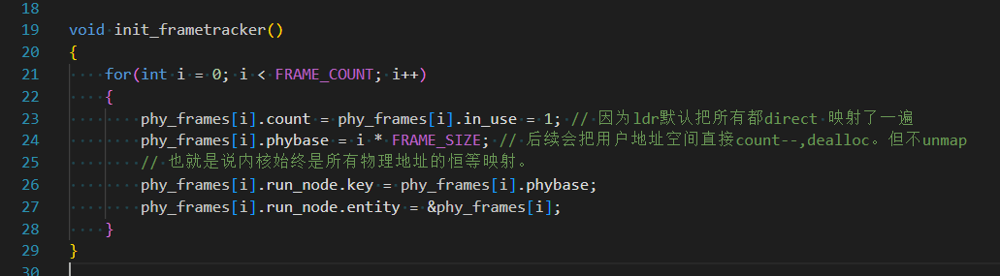 18
19 void init_frametracker()
20 {
21 for(int i = 0; i < FRAME_COUNT; i++)
22 {
23 phy_frames[i].count = phy_frames[i].in_use = 1; // 因为ldr默认把所有都direct 映射了一遍
24 phy_frames[i].phybase = i * FRAME_SIZE; // 后续会把用户地址空间直接count--,dealloc。但不unmap
25 // 也就是说内核始终是所有物理地址的恒等映射。
26 phy_frames[i].run_node.key = phy_frames[i].phybase;
27 phy_frames[i].run_node.entity = &phy_frames[i];
28 }
29 }
30